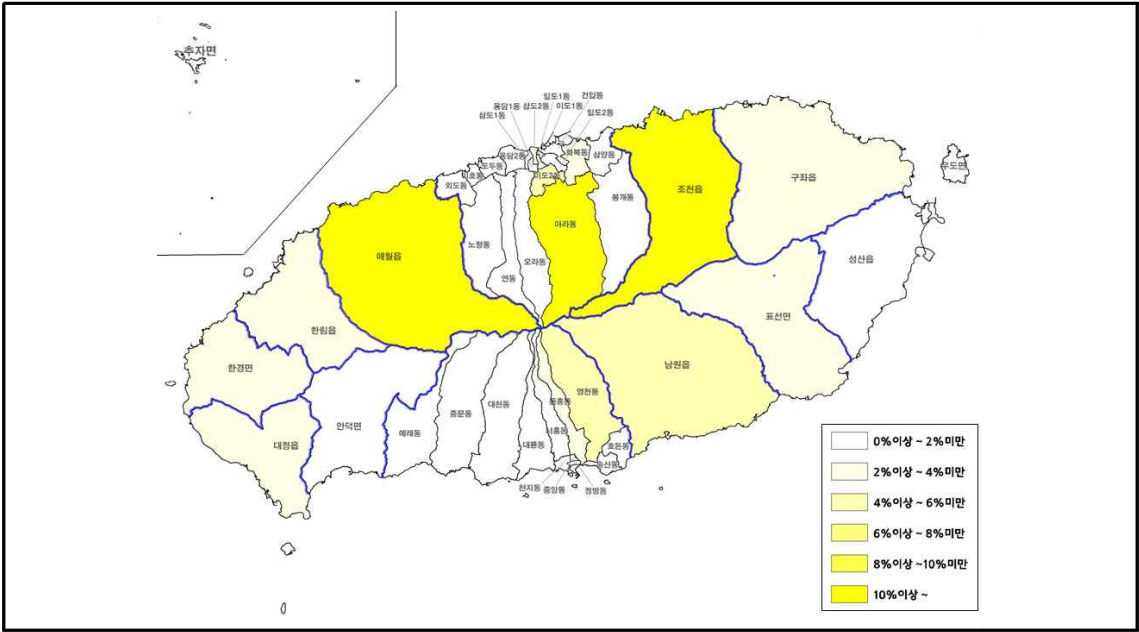 추자면
일도1동
건입동
용담1동
삼도2동
이도1동
삼도1동
일도2동
용담2동
화북동
삼양동
도두동
이호동
이도2동
외도동
우도면
구좌읍
조천읍
봉개동
아라동
노형동
애월읍
오라동
연동
성산읍
표선면
한림읍
남원읍
한경면
영천동
동홍동
대천동
중문동
안덕면
예래동
서홍동
대륜동
대정읍
효돈동
송산동
천지동
중앙동
정방동
0%이상 ~ 2%미만
2%이상 ~ 4%미만
4%이상 ~ 6%미만
6%이상 ~ 8%미만
8%이상 ~10%미만
10%이상 ~